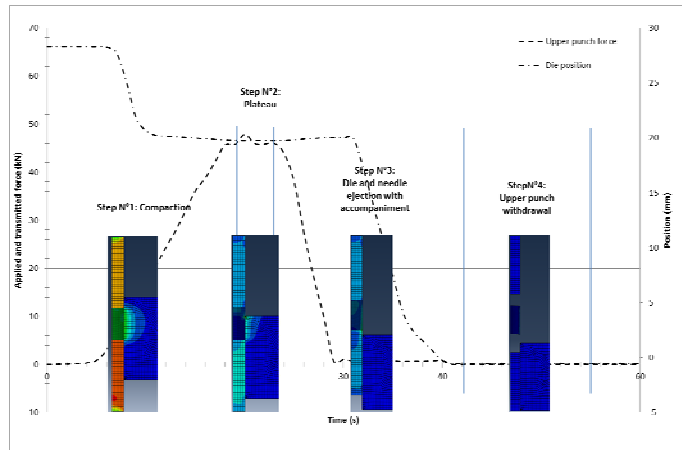 70
60
50
40
30
20
10
0
10
30
25
20
15
10
5
0
-5
Applied and transmitted force (kN)
Position (mm)
Upper punch force
Die position
Step N°2:
Plateau
Step N°3:
Die and needle
ejection with
accompaniment
StepN°4:
Upper punch
withdrawal
Step N°1: Compaction
0
30
40
60
Time (s)